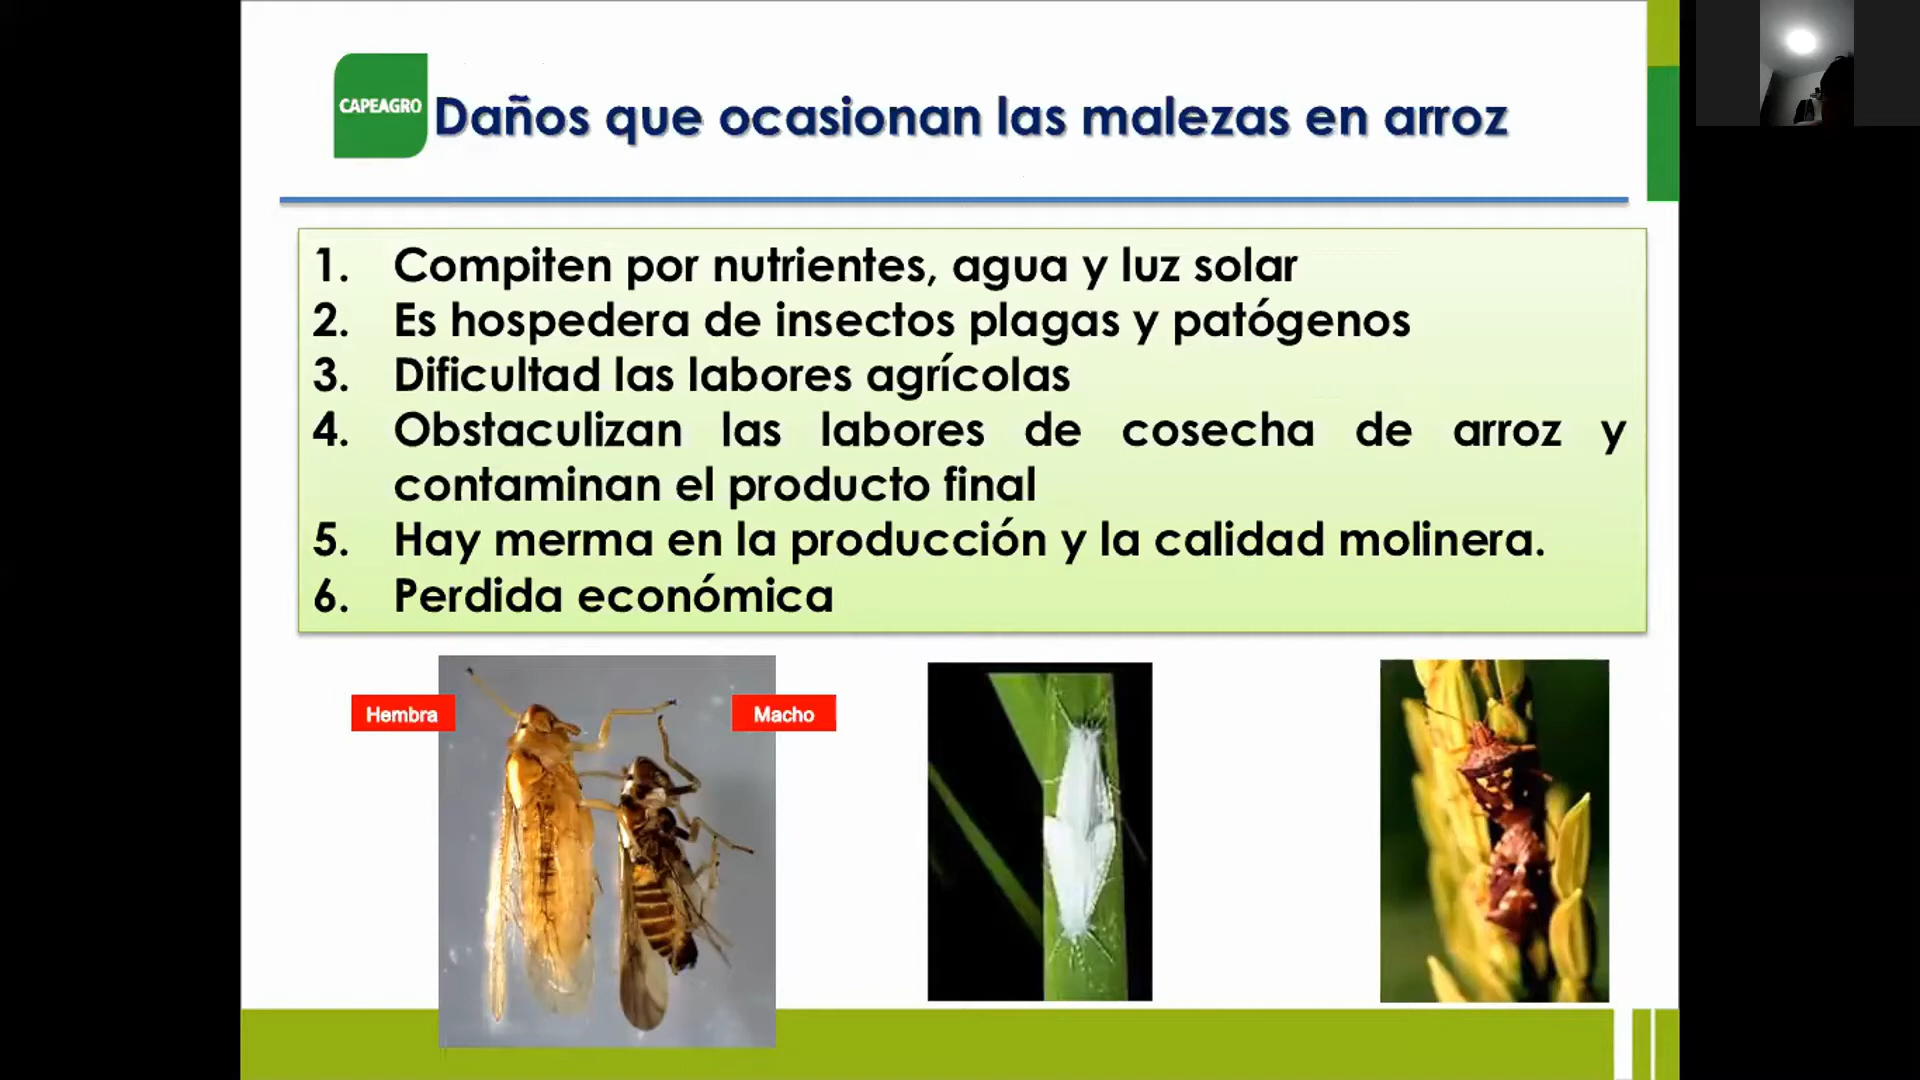 CAPEAGRO
Daños que ocasionan las malezas en arroz
1. Compiten por nutrientes, agua y luz solar
2. Es hospedera de insectos plagas y patógenos
3. Dificultad las labores agrícolas
4. Obstaculizan las labores de cosecha de arroz y
contaminan el producto final
5. Hay merma en la producción y la calidad molinera.
6. Perdida económica
Hembra
Macho